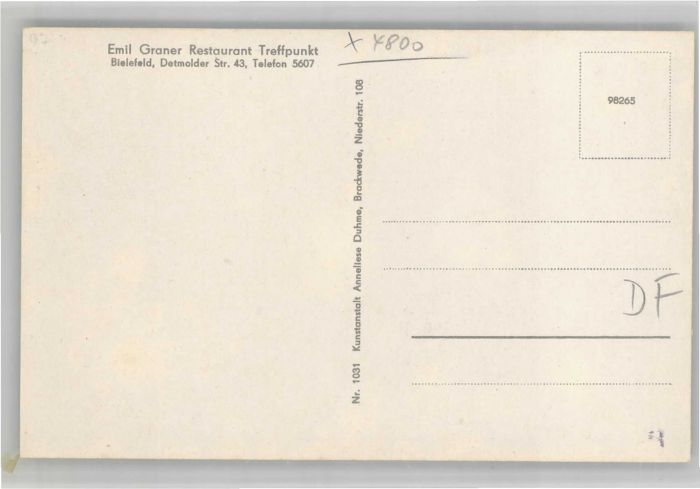 Emil Graner Restaurant Treffpunkt
Bielefeld, Detmolder Str. 43, Telefon 5607
x 4800
98265
Nr. 1031 Kunstanstalt Anneliese Duhme, Brackwede, Niederstr. 108
DF